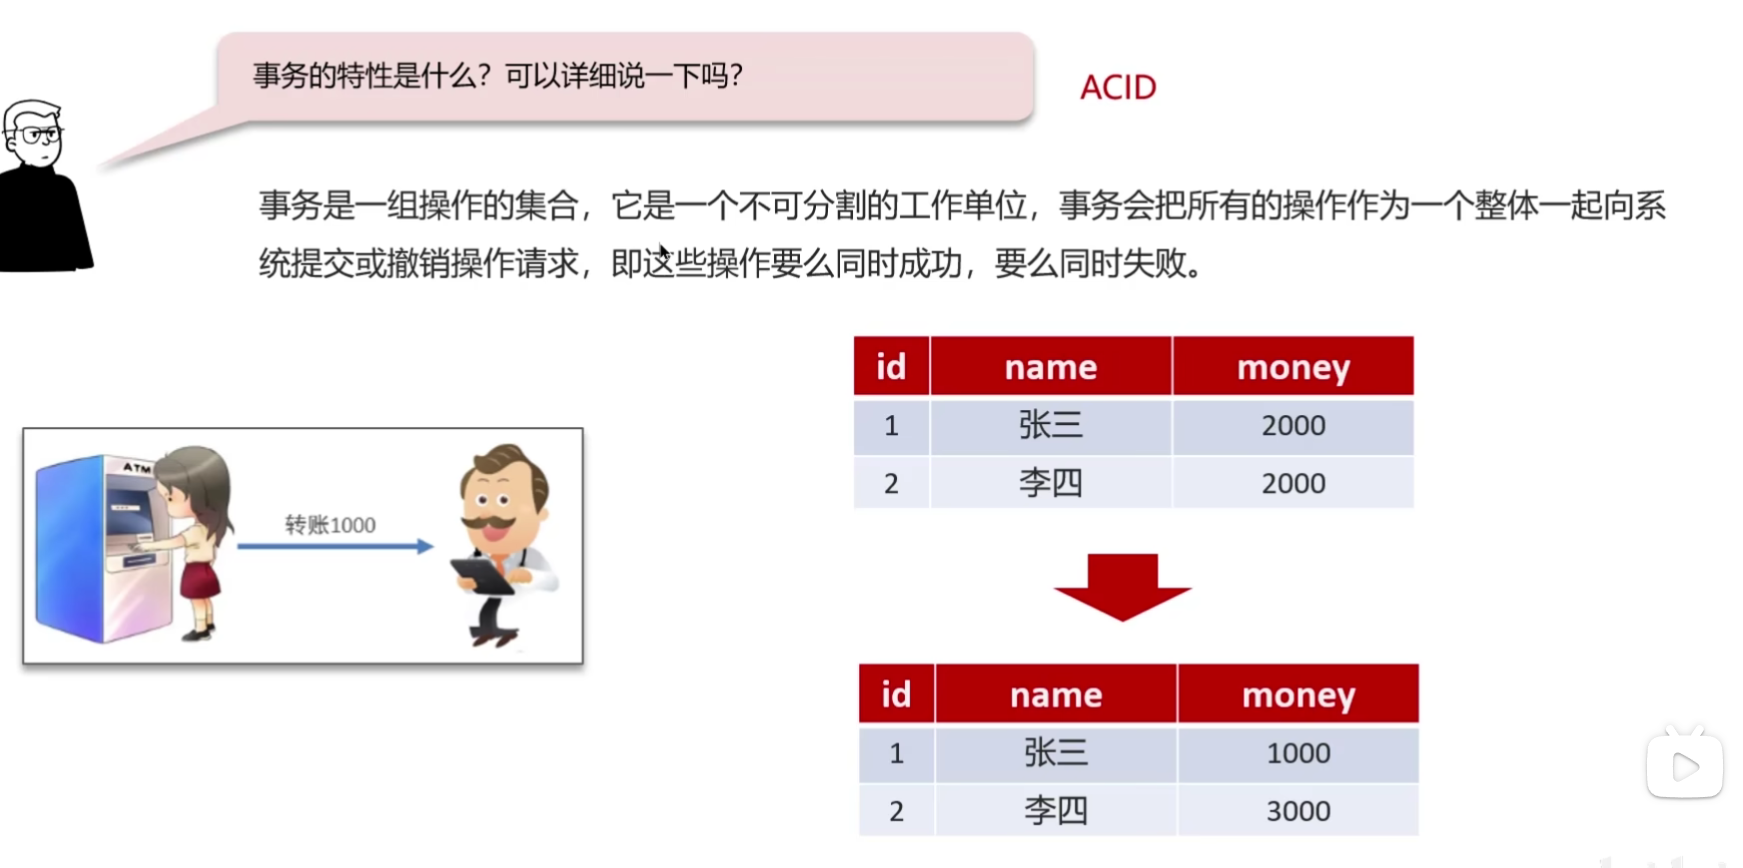 事务的特性是什么？可以详细说一下吗？
ACID
事务是一组操作的集合，它是一个不可分割的工作单位，事务会把所有的操作作为一个整体一起向系
统提交或撤销操作请求，即这些操作要么同时成功，要么同时失败。
id name money
1 张三 2000
2 李四 2000
ATM
转账1000
id name money
1 张三 1000
2 李四 3000